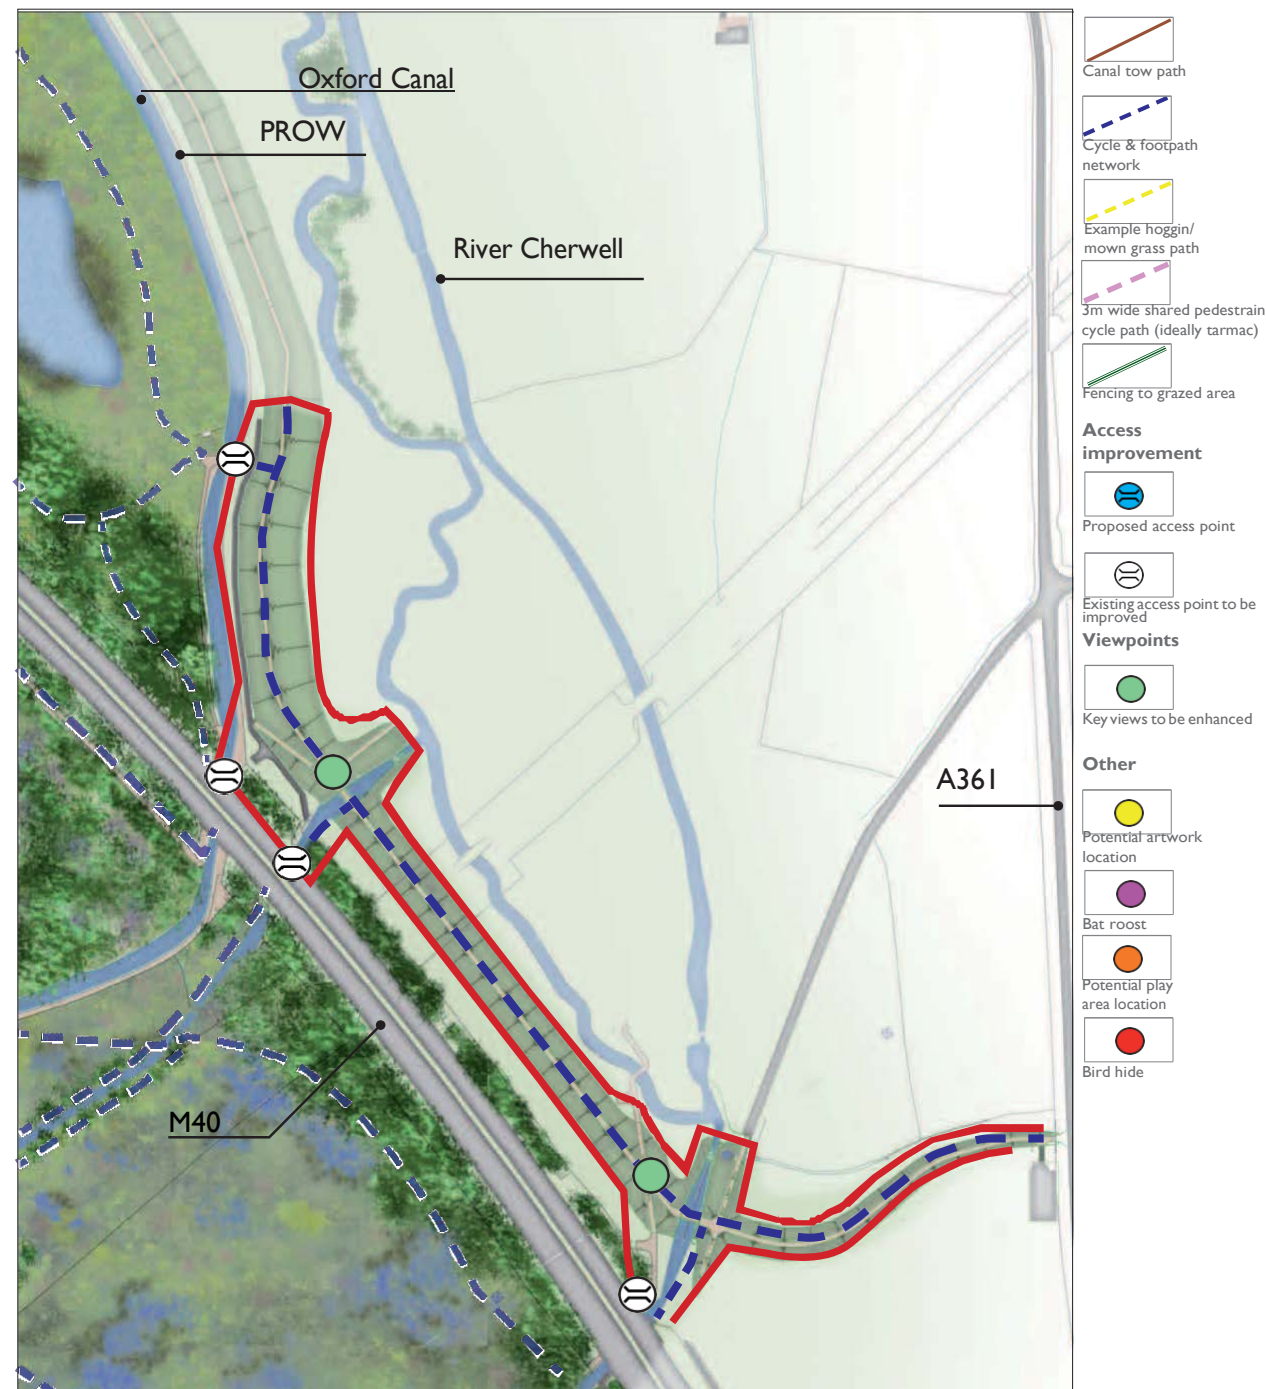 Oxford Canal
PROW
River Cherwell
A361
M40
Canal tow path
Cycle & footpath
network
Example hoggin/
mown grass path
3m wide shared pedestrain
cycle path (ideally tarmac)
Fencing to grazed area
Access
improvement
Proposed access point
Existing access point to be
improved
Viewpoints
Key views to be enhanced
Other
Potential artwork
location
Bat roost
Potential play
area location
Bird hide